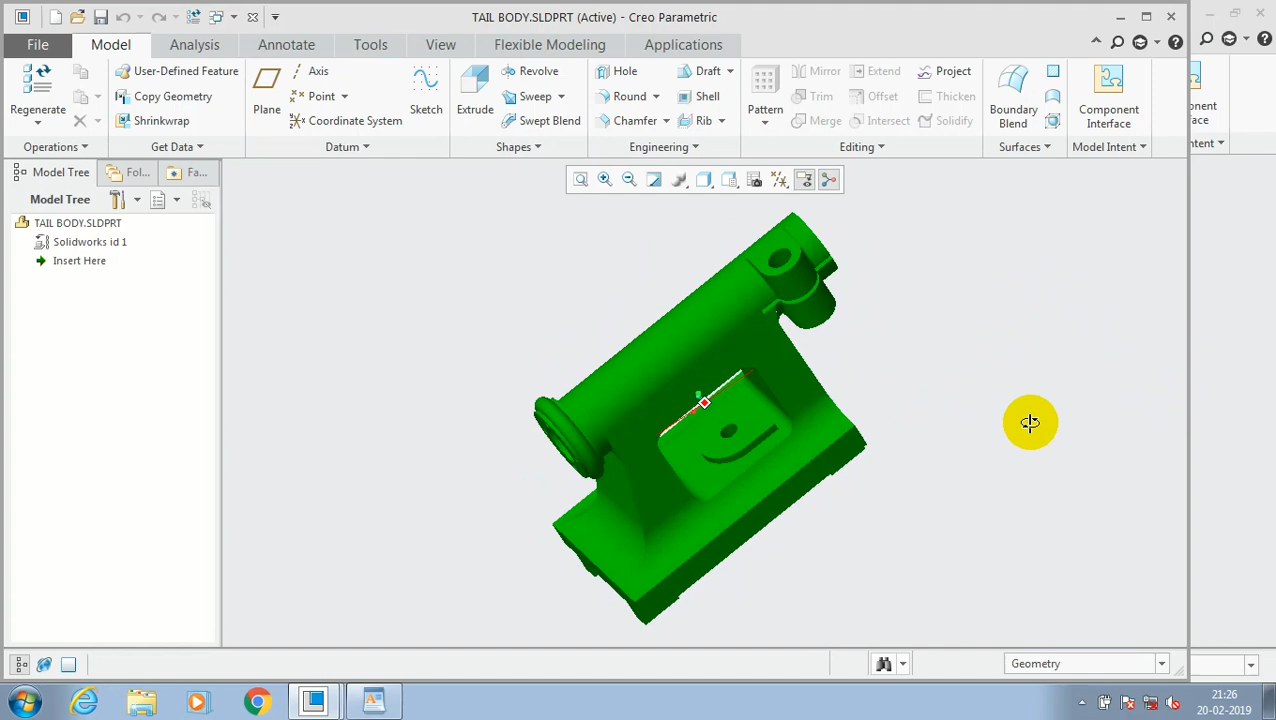 TAIL BODY.SLDPRT (Active) - Creo Parametric
File Model Analysis Annotate Tools View Flexible Modeling Applications
Regenerate
User-Defined Feature
Copy Geometry
Shrinkwrap
Plane
Axis
Point
Coordinate System
Sketch
Extrude
Revolve
Sweep
Swept Blend
Hole
Round
Chamfer
Draft
Shell
Rib
Pattern
Mirror
Trim
Merge
Extend
Offset
Intersect
Project
Thicken
Solidify
Boundary
Blend
Component
Interface
Operations Get Data Datum Shapes Engineering Editing Surfaces Model Intent
Model Tree Fol... Fa...
Model Tree
TAIL BODY.SLDPRT
Solidworks id 1
Insert Here
Geometry
21:26
20-02-2019